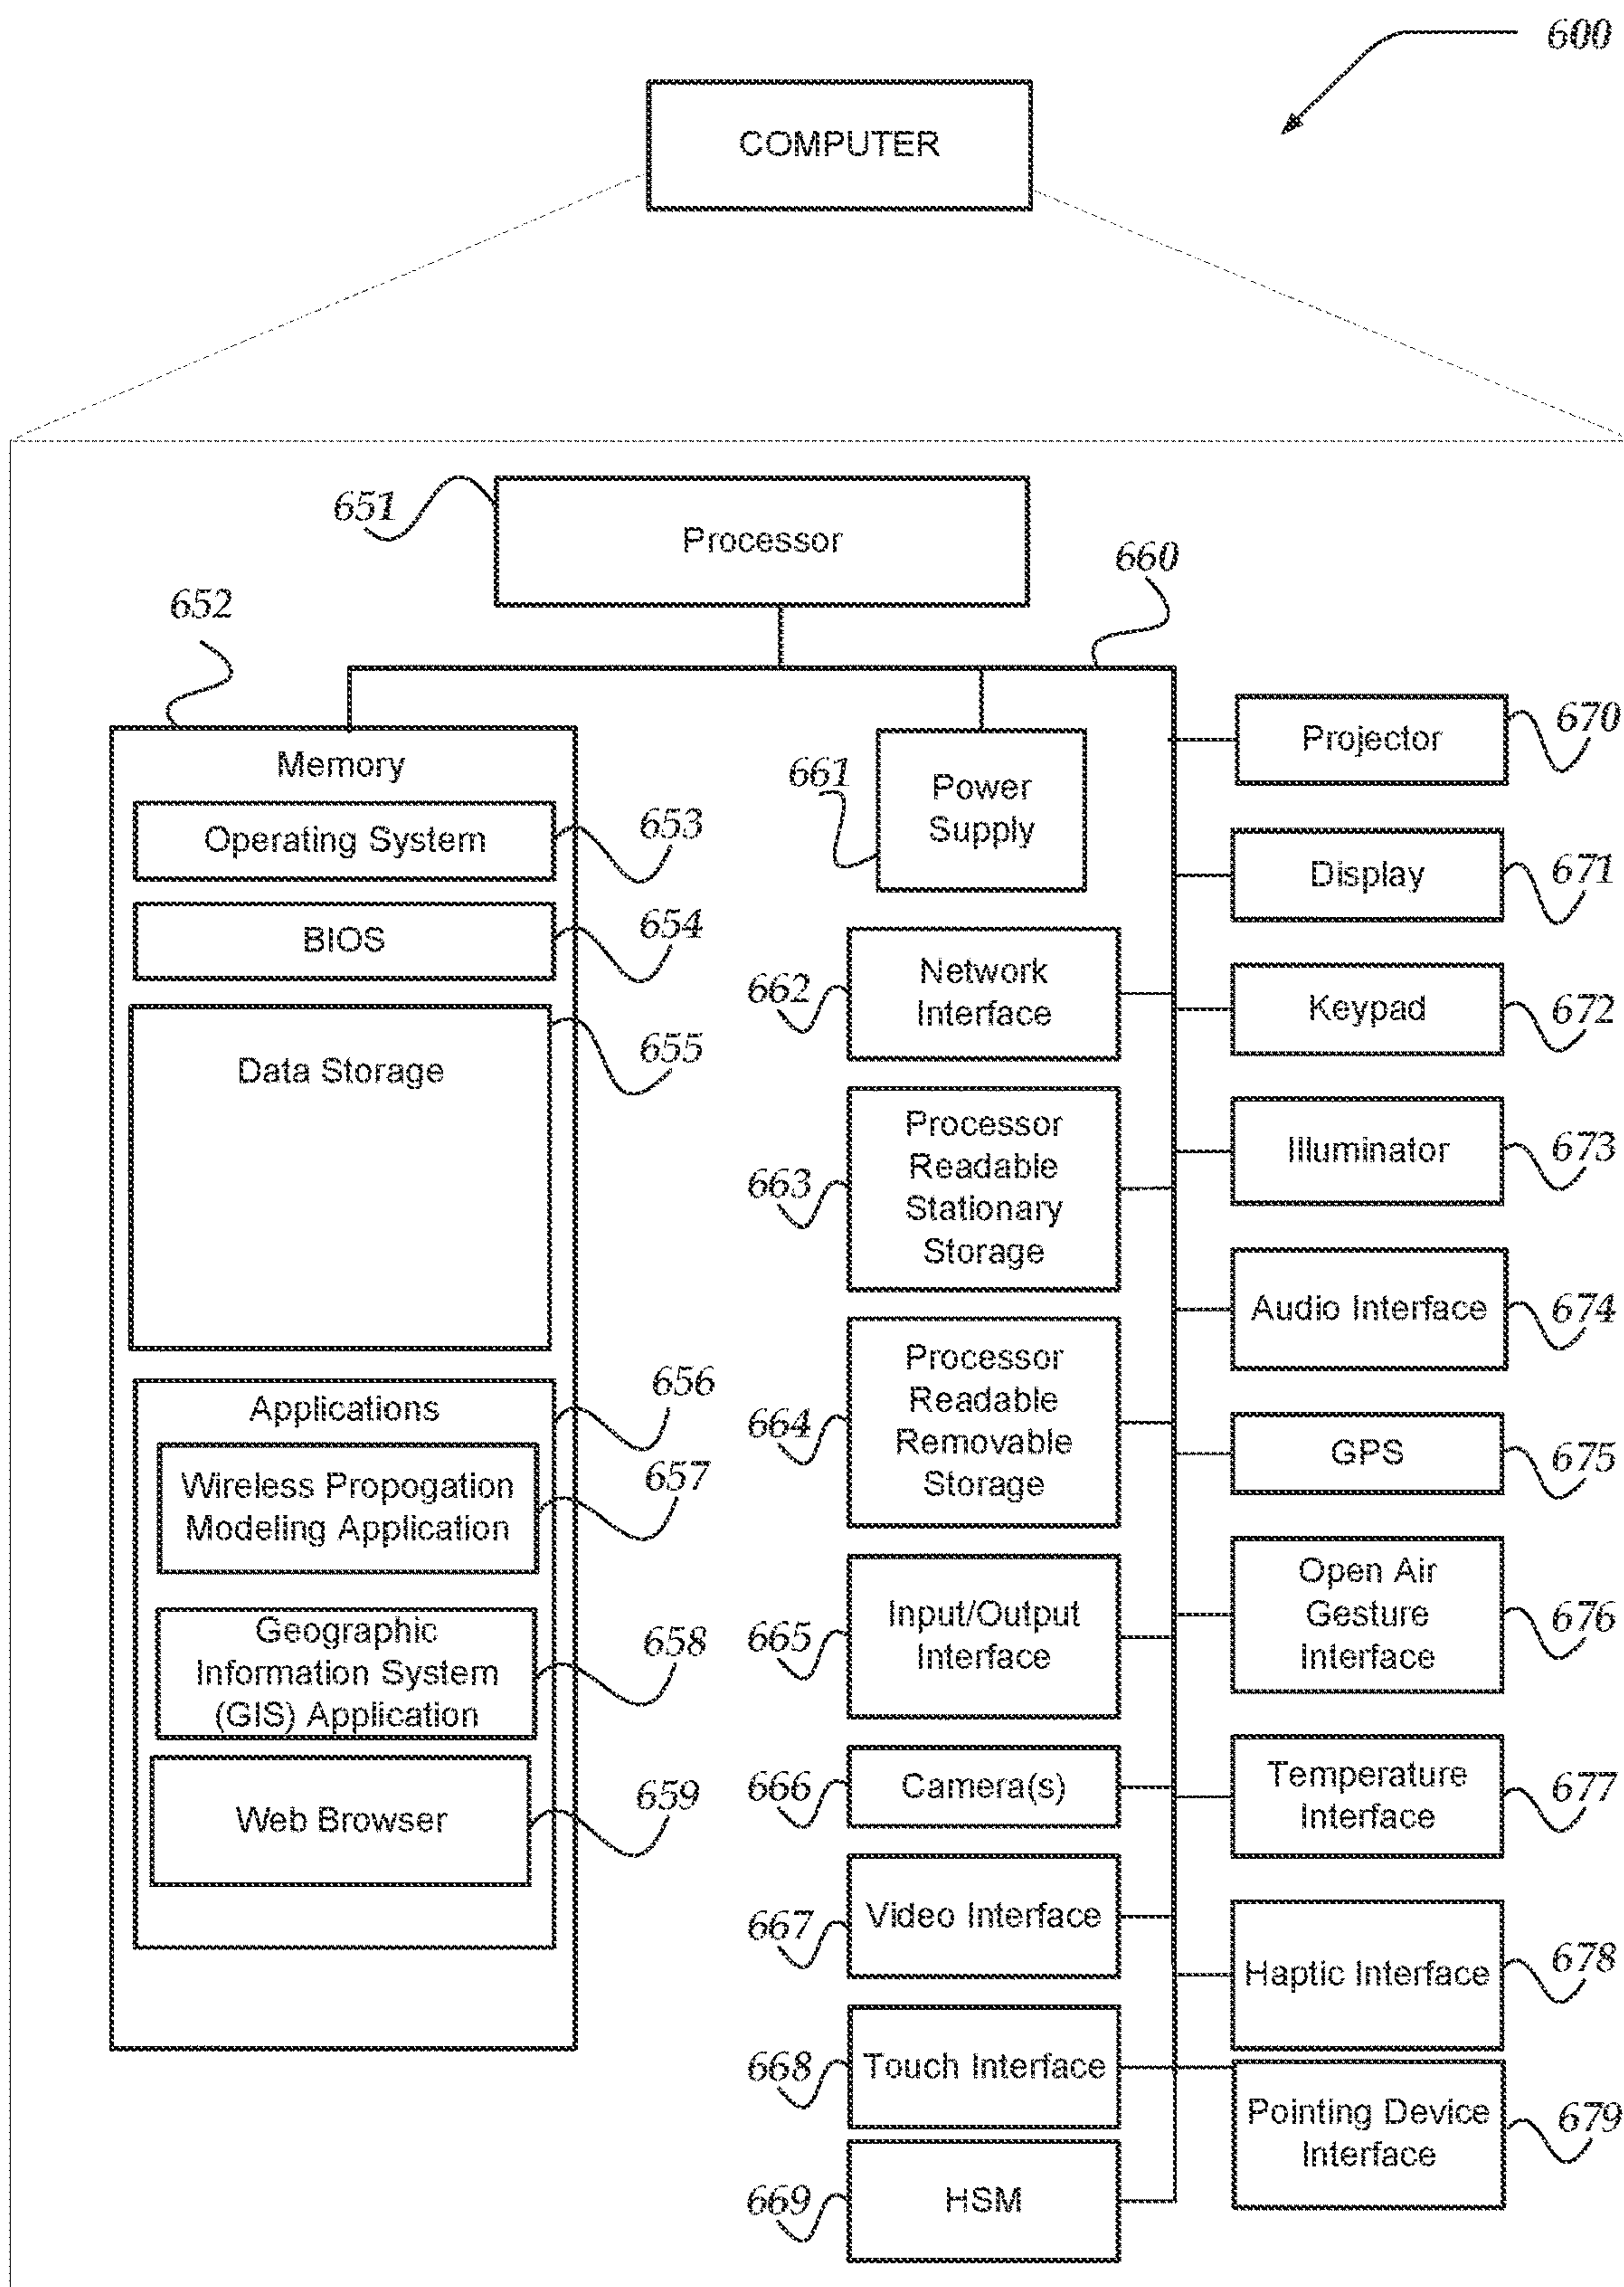 600
COMPUTER
651
Processor
660
652
Memory
Operating System
653
BIOS
654
Data Storage
655
Applications
656
Wireless Propogation
Modeling Application
657
Geographic
Information System
(GIS) Application
658
Web Browser
659
661
Power
Supply
662
Network
Interface
663
Processor
Readable
Stationary
Storage
664
Processor
Readable
Removable
Storage
665
Input/Output
Interface
666
Camera(s)
667
Video Interface
668
Touch Interface
669
HSM
Projector
670
Display
671
Keypad
672
Illuminator
673
Audio Interface
674
GPS
675
Open Air
Gesture
Interface
676
Temperature
Interface
677
Haptic Interface
678
Pointing Device
Interface
679